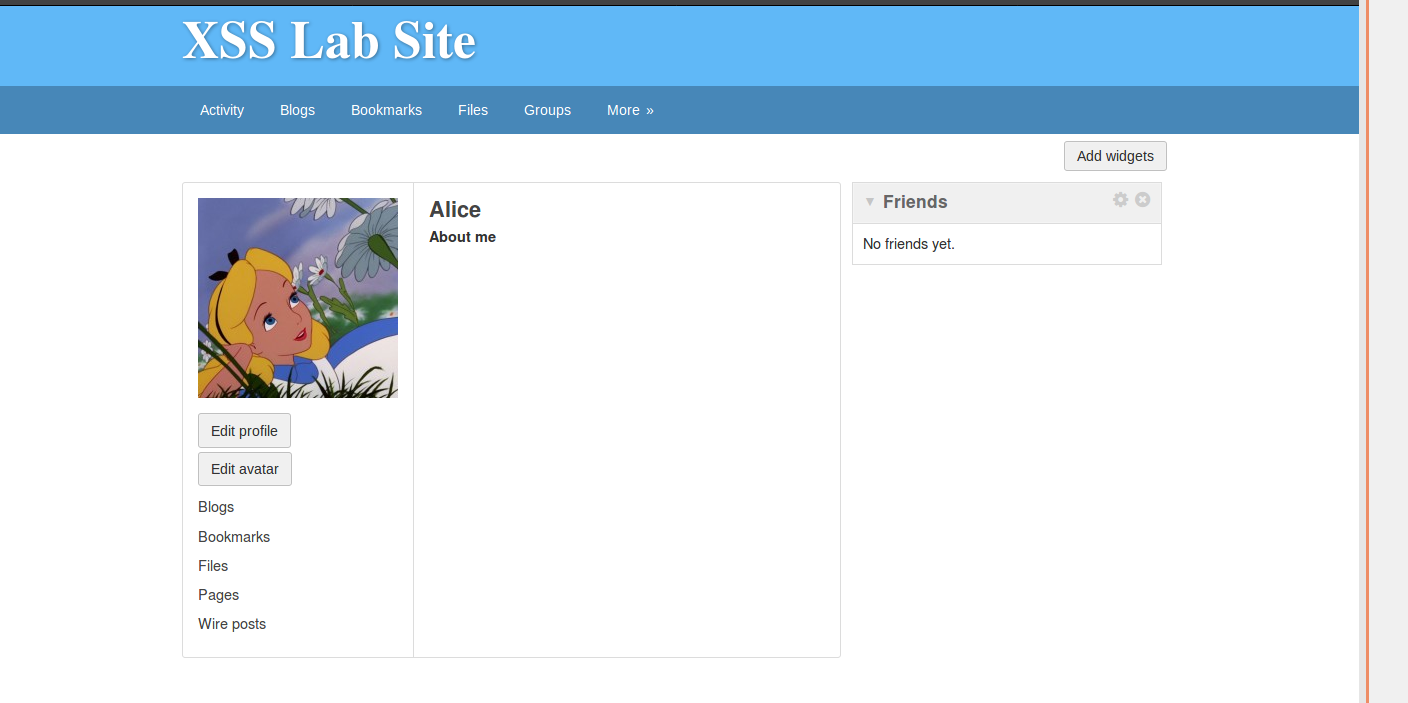 XSS Lab Site
Activity Blogs Bookmarks Files Groups More »
Add widgets
Alice
About me
Edit profile
Edit avatar
Blogs
Bookmarks
Files
Pages
Wire posts
Friends
No friends yet.